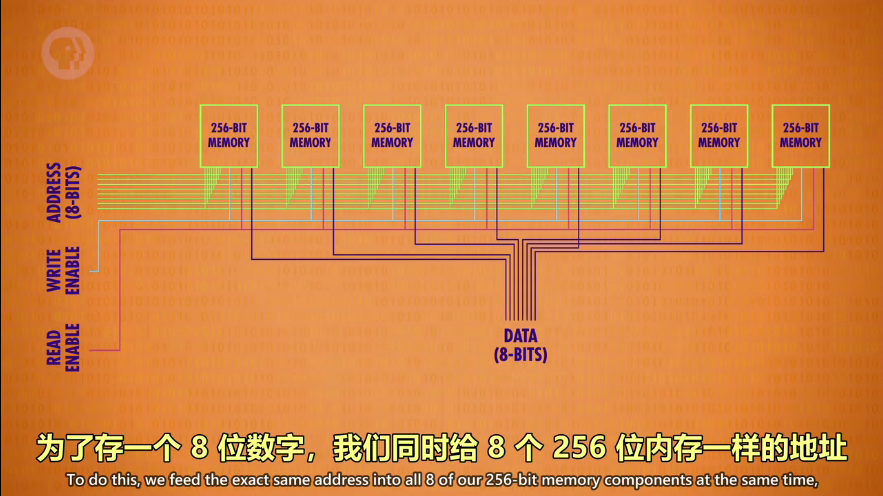 256-BIT
MEMORY
256-BIT
MEMORY
256-BIT
MEMORY
256-BIT
MEMORY
256-BIT
MEMORY
256-BIT
MEMORY
256-BIT
MEMORY
256-BIT
MEMORY
ADDRESS
(8-BITS)
WRITE
ENABLE
READ
ENABLE
DATA
(8-BITS)
为了存一个 8 位数字，我们同时给 8 个 256 位内存一样的地址
To do this, we feed the exact same address into all 8 of our 256-bit memory components at the same time,